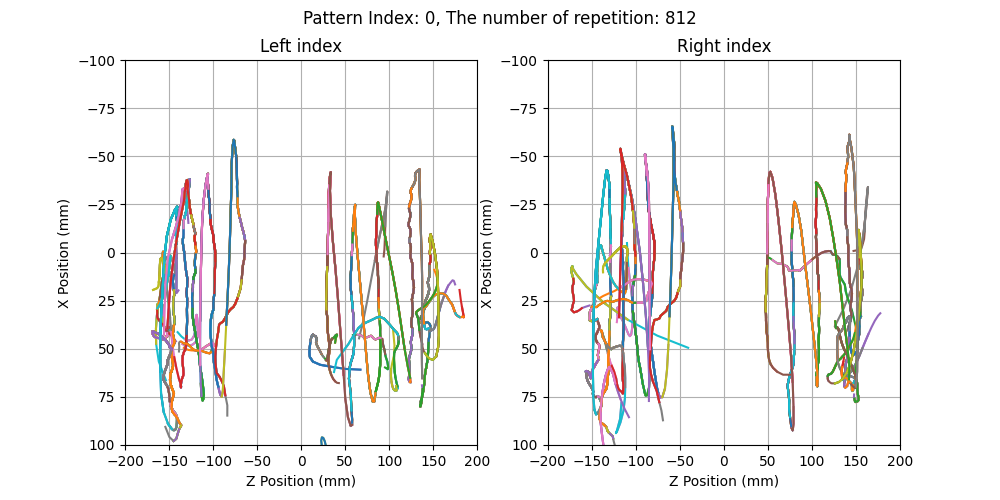 Pattern Index: 0, The number of repetition: 812
Left index
Right index
−100
−75
−50
−25
0
25
50
75
100
X Position (mm)
−200 −150 −100 −50 0 50 100 150 200
Z Position (mm)
−100
−75
−50
−25
0
25
50
75
100
X Position (mm)
−200 −150 −100 −50 0 50 100 150 200
Z Position (mm)